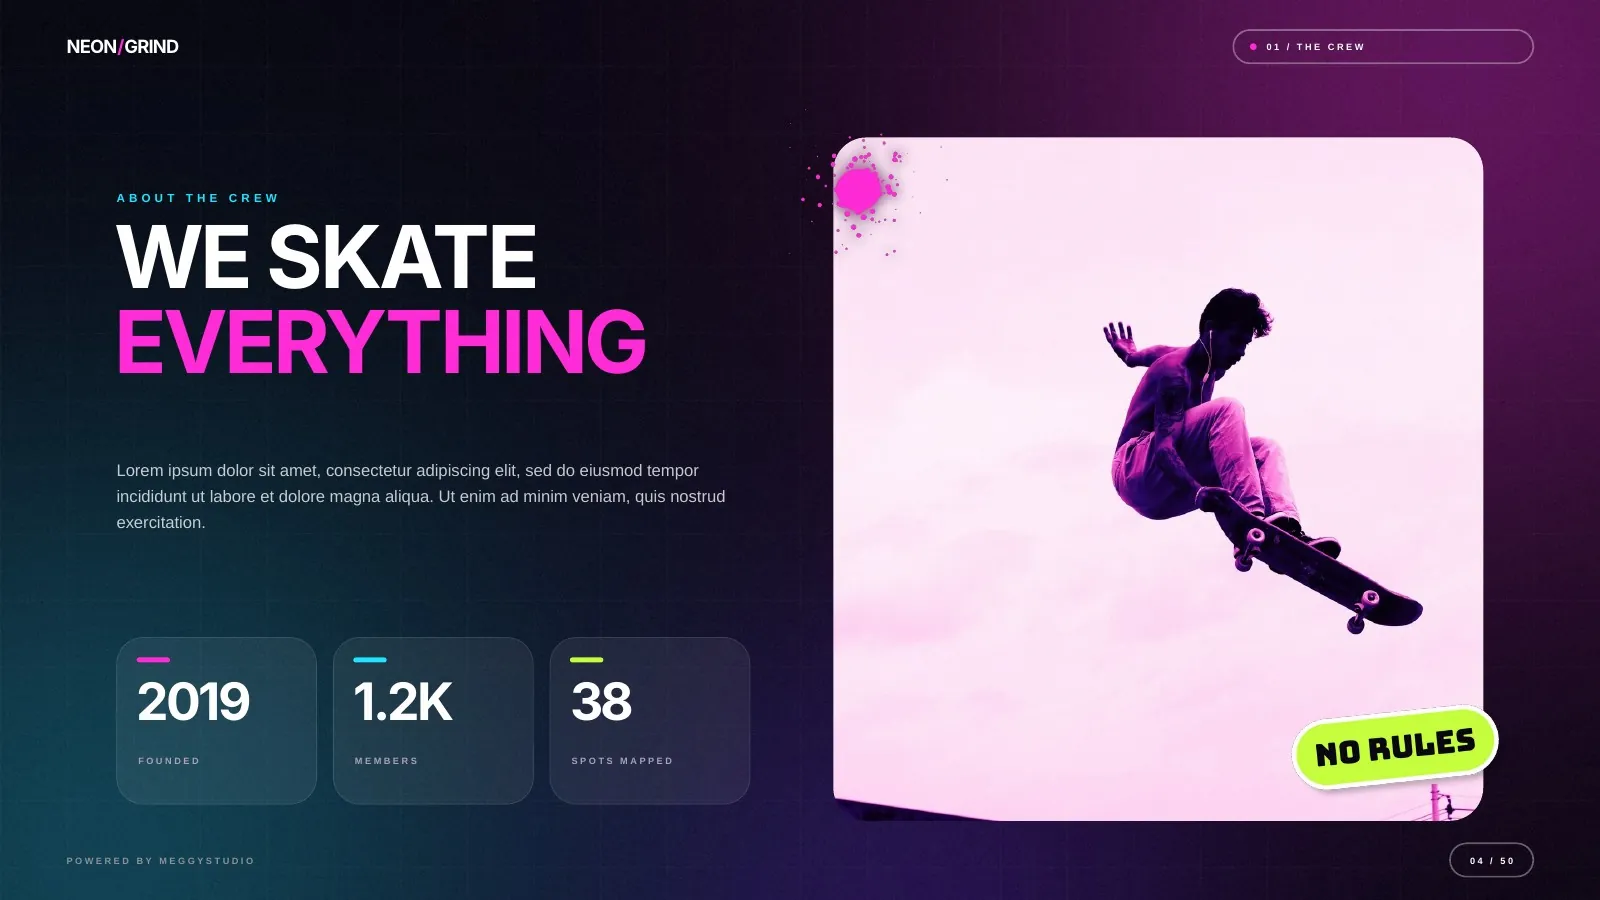 NEON/GRIND
01 / THE CREW
ABOUT THE CREW
WE SKATE
EVERYTHING
Lorem ipsum dolor sit amet, consectetur adipiscing elit, sed do eiusmod tempor
incididunt ut labore et dolore magna aliqua. Ut enim ad minim veniam, quis nostrud
exercitation.
2019
FOUNDED
1.2K
MEMBERS
38
SPOTS MAPPED
NO RULES
POWERED BY MEGGYSTUDIO
04 / 50